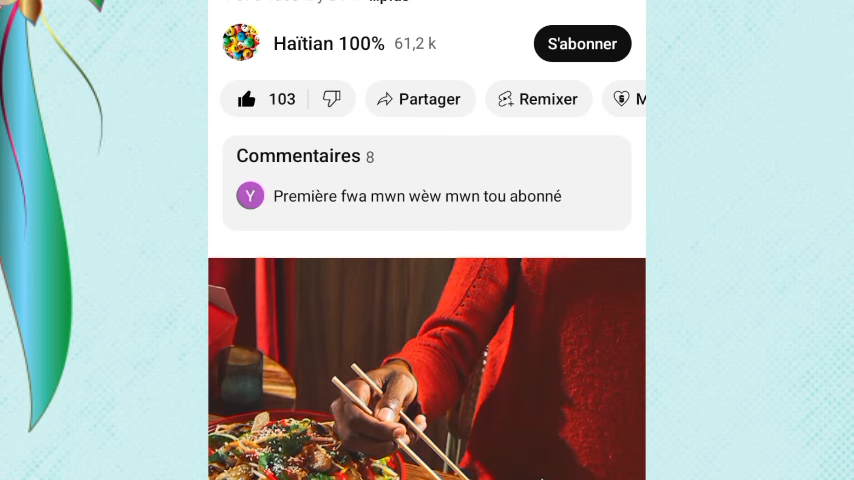 Haïtian 100% 61,2 k
S'abonner
103
Partager
Remixer
Commentaires 8
Y
Première fwa mwn wèw mwn tou abonné